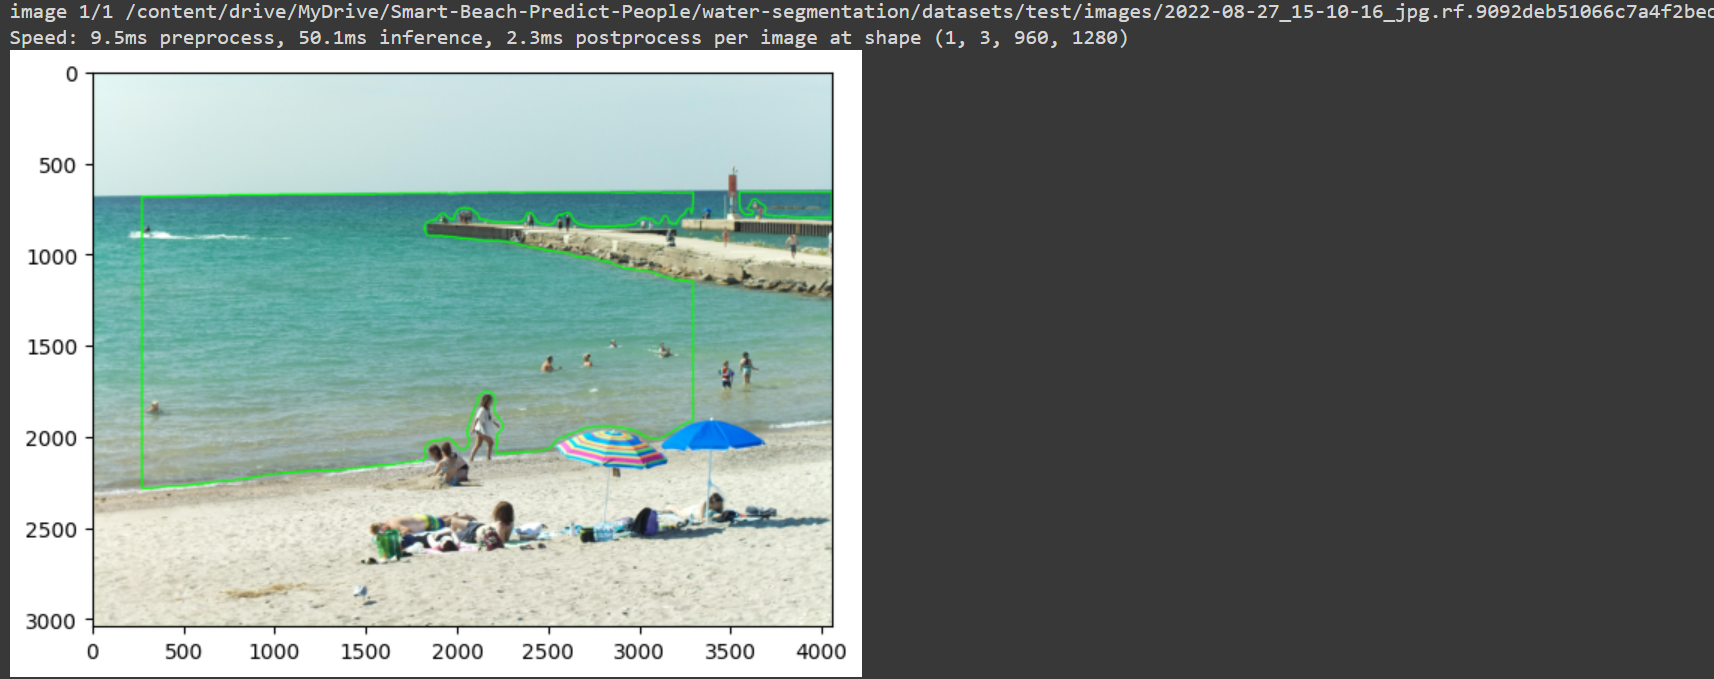 image 1/1 /content/drive/MyDrive/Smart-Beach-Predict-People/water-segmentation/datasets/test/images/2022-08-27_15-10-16_jpg.rf.9092deb51066c7a4f2bec
Speed: 9.5ms preprocess, 50.1ms inference, 2.3ms postprocess per image at shape (1, 3, 960, 1280)
0
500
1000
1500
2000
2500
3000
0 500 1000 1500 2000 2500 3000 3500 4000